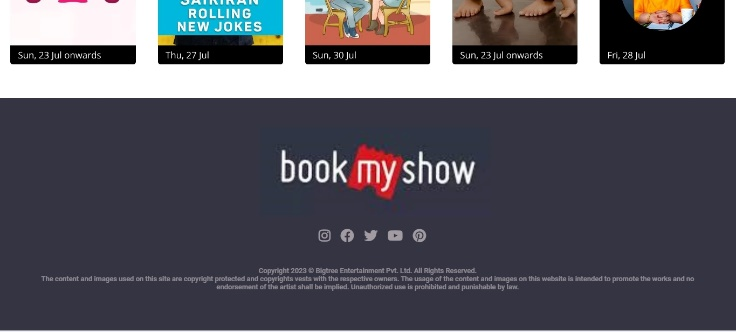 SAIKIRAN
ROLLING
NEW JOKES
Sun, 23 Jul onwards
Thu, 27 Jul
Sun, 30 Jul
Sun, 23 Jul onwards
Fri, 28 Jul
book my show
Copyright 2023 © Bigtree Entertainment Pvt. Ltd. All Rights Reserved.
The content and images used on this site are copyright protected and copyrights vests with the respective owners. The usage of the content and images on this website is intended to promote the works and no
endorsement of the artist shall be implied. Unauthorized use is prohibited and punishable by law.